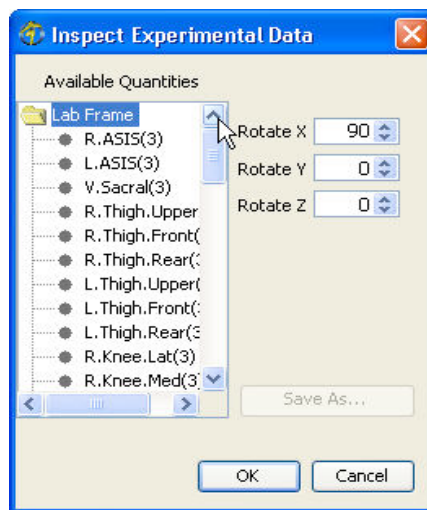 Inspect Experimental Data
Available Quantities
Lab Frame
R.ASIS(3)
L.ASIS(3)
V.Sacral(3)
R.Thigh.Upper
R.Thigh.Front(
R.Thigh.Rear(3
L.Thigh.Upper(
L.Thigh.Front(3
L.Thigh.Rear(3
R.Knee.Lat(3)
R.Knee.Med(3)
Rotate X 90
Rotate Y 0
Rotate Z 0
Save As...
OK Cancel